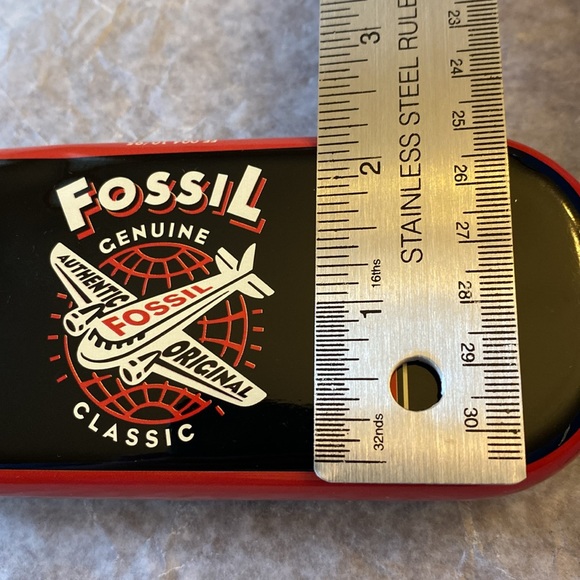 FOSSIL
GENUINE
AUTHENTIC
FOSSIL
ORIGINAL
CLASSIC
3
2
1
16ths
32nds
STAINLESS STEEL RULE
23
24
25
26
27
28
29
30